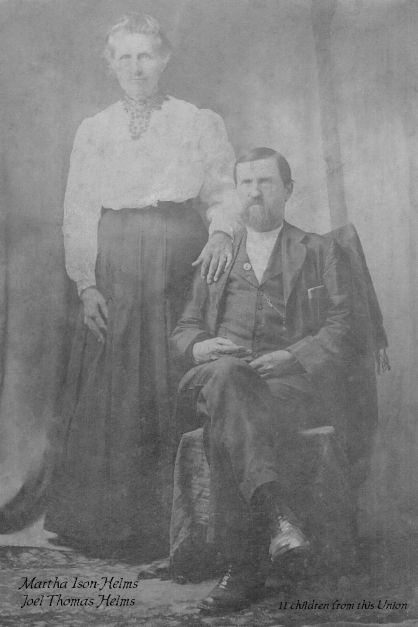 Martha Ison-Helms
Joel Thomas Helms
11 children from this Union